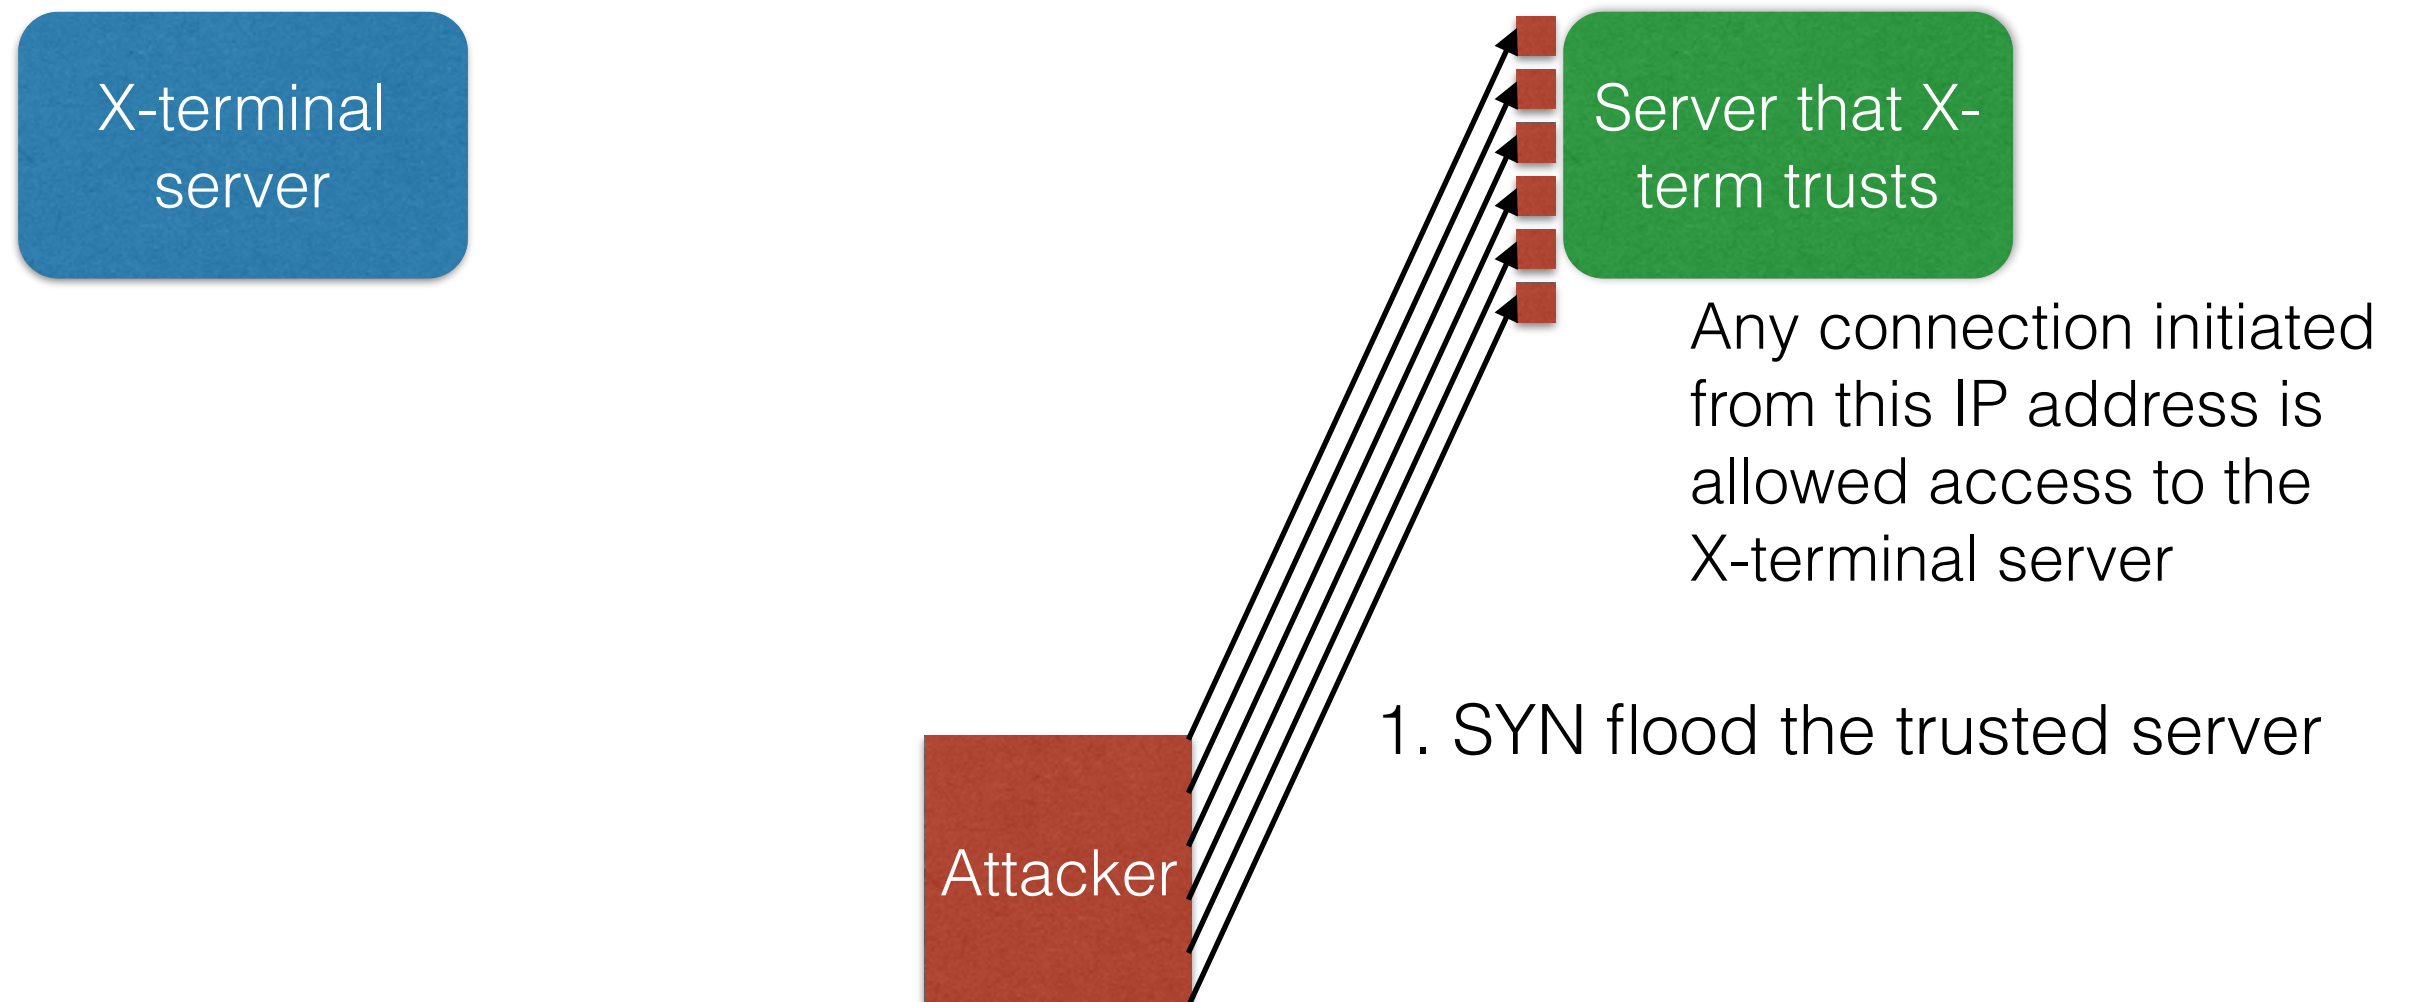 X-terminal
server
Server that X-
term trusts
Any connection initiated
from this IP address is
allowed access to the
X-terminal server
1. SYN flood the trusted server
Attacker